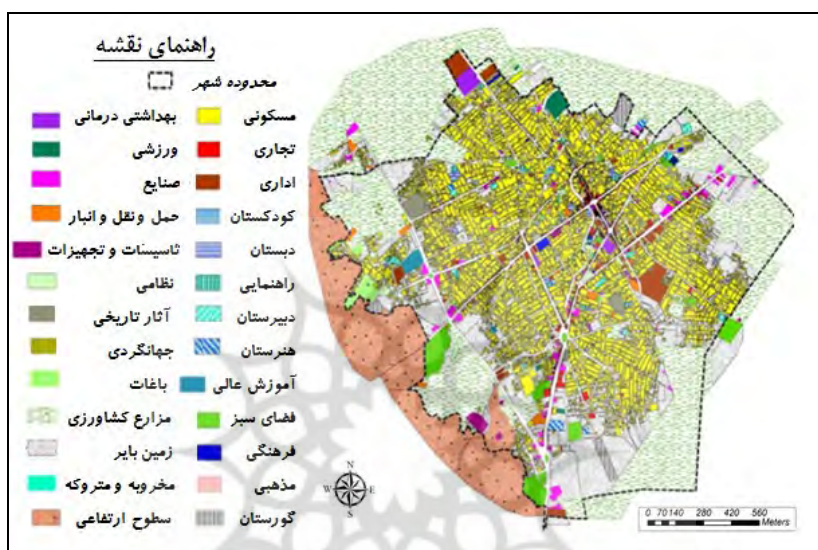 راهنمای نقشه
محدوده شهر
مسکونی
بهداشتی درمانی
تجاری
ورزشی
اداری
صنایع
کودکستان
حمل ونقل و انبار
دبستان
تاسیسات و تجهیزات
راهنمایی
نظامی
دبیرستان
آثار تاریخی
هنرستان
جهانگردی
آموزش عالی
باغات
فضای سبز
مزارع کشاورزی
فرهنگی
زمین بایر
مذهبی
مخروبه و متروکه
گورستان
سطوح ارتفاعی
N
W E
S
0 70 140 280 420 560
Meters